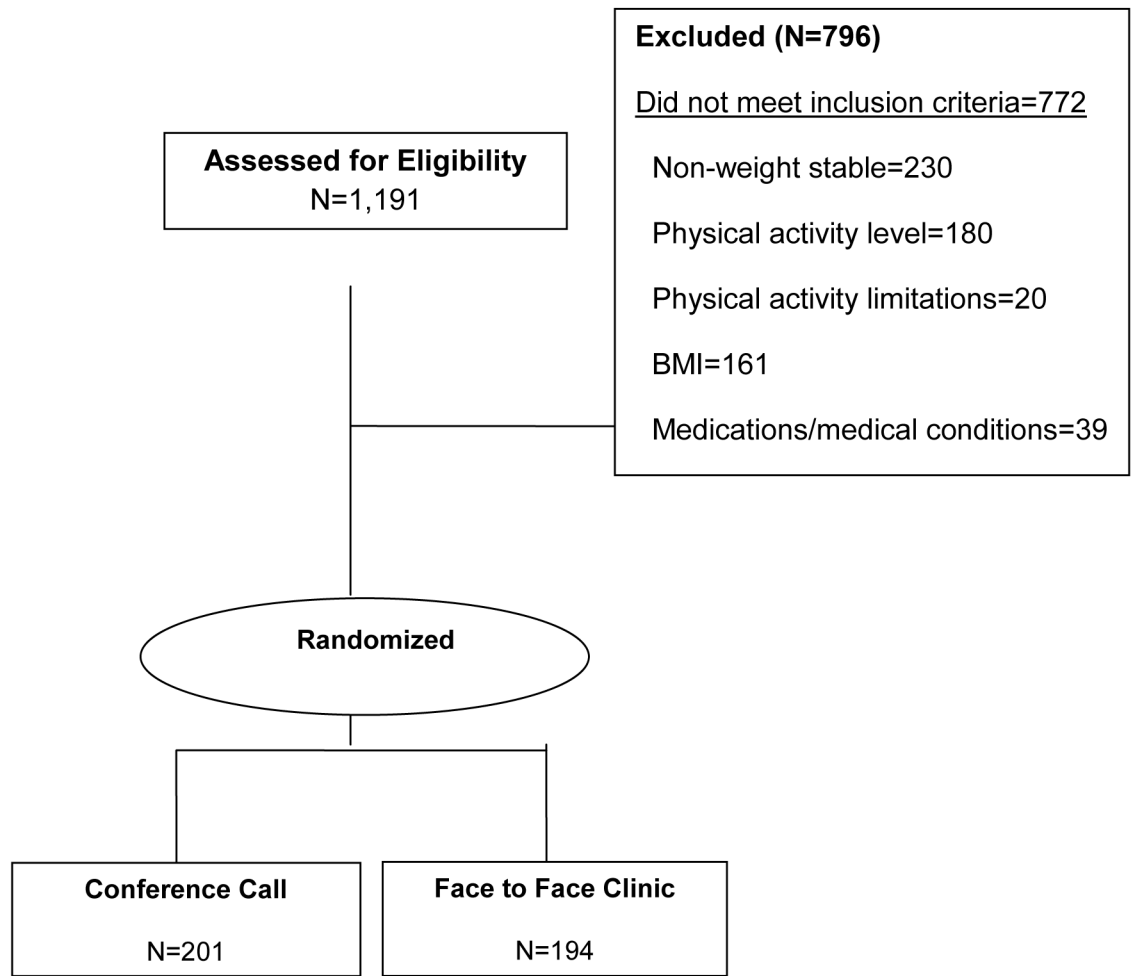 Excluded (N=796)
Did not meet inclusion criteria=772
Non-weight stable=230
Physical activity level=180
Physical activity limitations=20
BMI=161
Medications/medical conditions=39
Assessed for Eligibility
N=1,191
Randomized
Conference Call
N=201
Face to Face Clinic
N=194